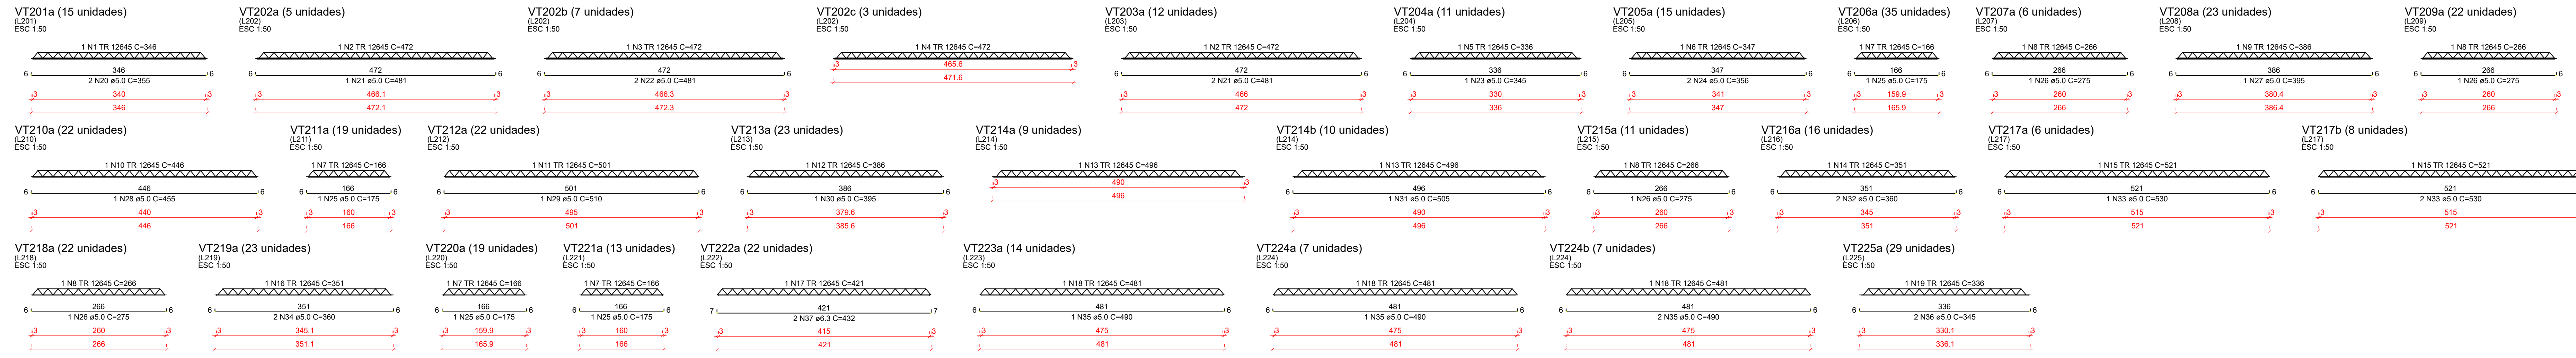 VT201a (15 unidades)
(L201)
ESC 1:50
1 N1 TR 12645 C=346
346
6 6
2 N20 ø5.0 C=355
3 340 3
346
VT202a (5 unidades)
(L202)
ESC 1:50
1 N2 TR 12645 C=472
472
6 6
1 N21 ø5.0 C=481
3 466.1 3
472.1
VT202b (7 unidades)
(L202)
ESC 1:50
1 N3 TR 12645 C=472
472
6 6
2 N22 ø5.0 C=481
3 466.3 3
472.3
VT202c (3 unidades)
(L202)
ESC 1:50
1 N4 TR 12645 C=472
3 465.6 3
471.6
VT203a (12 unidades)
(L203)
ESC 1:50
1 N2 TR 12645 C=472
472
6 6
2 N21 ø5.0 C=481
3 466 3
472
VT204a (11 unidades)
(L204)
ESC 1:50
1 N5 TR 12645 C=336
336
6 6
1 N23 ø5.0 C=345
3 330 3
336
VT205a (15 unidades)
(L205)
ESC 1:50
1 N6 TR 12645 C=347
347
6 6
2 N24 ø5.0 C=356
3 341 3
347
VT206a (35 unidades)
(L206)
ESC 1:50
1 N7 TR 12645 C=166
166
6 6
1 N25 ø5.0 C=175
3 159.9 3
165.9
VT207a (6 unidades)
(L207)
ESC 1:50
1 N8 TR 12645 C=266
266
6 6
1 N26 ø5.0 C=275
3 260 3
266
VT208a (23 unidades)
(L208)
ESC 1:50
1 N9 TR 12645 C=386
386
6 6
1 N27 ø5.0 C=395
3 380.4 3
386.4
VT209a (22 unidades)
(L209)
ESC 1:50
1 N8 TR 12645 C=266
266
6 6
1 N26 ø5.0 C=275
3 260 3
266
VT210a (22 unidades)
(L210)
ESC 1:50
1 N10 TR 12645 C=446
446
6 6
1 N28 ø5.0 C=455
3 440 3
446
VT211a (19 unidades)
(L211)
ESC 1:50
1 N7 TR 12645 C=166
166
6 6
1 N25 ø5.0 C=175
3 160 3
166
VT212a (22 unidades)
(L212)
ESC 1:50
1 N11 TR 12645 C=501
501
6 6
1 N29 ø5.0 C=510
3 495 3
501
VT213a (23 unidades)
(L213)
ESC 1:50
1 N12 TR 12645 C=386
386
6 6
1 N30 ø5.0 C=395
3 379.6 3
385.6
VT214a (9 unidades)
(L214)
ESC 1:50
1 N13 TR 12645 C=496
3 490 3
496
VT214b (10 unidades)
(L214)
ESC 1:50
1 N13 TR 12645 C=496
496
6 6
1 N31 ø5.0 C=505
3 490 3
496
VT215a (11 unidades)
(L215)
ESC 1:50
1 N8 TR 12645 C=266
266
6 6
1 N26 ø5.0 C=275
3 260 3
266
VT216a (16 unidades)
(L216)
ESC 1:50
1 N14 TR 12645 C=351
351
6 6
2 N32 ø5.0 C=360
3 345 3
351
VT217a (6 unidades)
(L217)
ESC 1:50
1 N15 TR 12645 C=521
521
6 6
1 N33 ø5.0 C=530
3 515 3
521
VT217b (8 unidades)
(L217)
ESC 1:50
1 N15 TR 12645 C=521
521
6
2 N33 ø5.0 C=530
3 515
521
VT218a (22 unidades)
(L218)
ESC 1:50
1 N8 TR 12645 C=266
266
6 6
1 N26 ø5.0 C=275
3 260 3
266
VT219a (23 unidades)
(L219)
ESC 1:50
1 N16 TR 12645 C=351
351
6 6
2 N34 ø5.0 C=360
3 345.1 3
351.1
VT220a (19 unidades)
(L220)
ESC 1:50
1 N7 TR 12645 C=166
166
6 6
1 N25 ø5.0 C=175
3 159.9 3
165.9
VT221a (13 unidades)
(L221)
ESC 1:50
1 N7 TR 12645 C=166
166
6 6
1 N25 ø5.0 C=175
3 160 3
166
VT222a (22 unidades)
(L222)
ESC 1:50
1 N17 TR 12645 C=421
421
7 7
2 N37 ø6.3 C=432
3 415 3
421
VT223a (14 unidades)
(L223)
ESC 1:50
1 N18 TR 12645 C=481
481
6 6
1 N35 ø5.0 C=490
3 475 3
481
VT224a (7 unidades)
(L224)
ESC 1:50
1 N18 TR 12645 C=481
481
6 6
1 N35 ø5.0 C=490
3 475 3
481
VT224b (7 unidades)
(L224)
ESC 1:50
1 N18 TR 12645 C=481
481
6 6
2 N35 ø5.0 C=490
3 475 3
481
VT225a (29 unidades)
(L225)
ESC 1:50
1 N19 TR 12645 C=336
336
6 6
2 N36 ø5.0 C=345
3 330.1 3
336.1